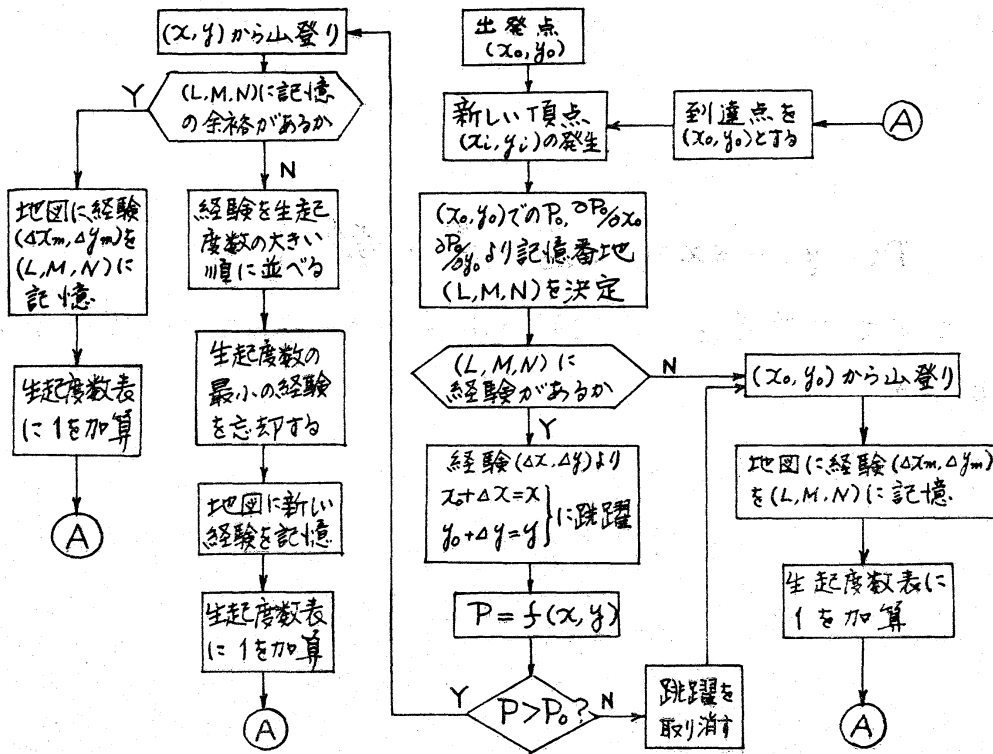 出発点
(x₀, y₀)
新しい頂点
(xᵢ, yᵢ)の発生
到達点を
(x₀, y₀)とする
A
(x₀, y₀)でのP₀, ∂P₀/∂x₀
∂P₀/∂y₀より記憶番地
(L, M, N)を決定
(L, M, N)に
経験があるか
N
Y
経験(Δx, Δy)より
x₀+Δx=x
y₀+Δy=y
}に跳躍
P=f(x, y)
P>P₀?
Y
N
跳躍を
取り消す
(x₀, y₀)から山登り
地図に経験(Δxₘ, Δyₘ)
を(L, M, N)に記憶
生起度数表に
1を加算
A
(x, y)から山登り
(L, M, N)に記憶
の余裕があるか
Y
N
地図に経験
(Δxₘ, Δyₘ)を
(L, M, N)に
記憶
生起度数表
に1を加算
A
経験を生起
度数の大きい
順に並べる
生起度数の
最小の経験
を忘却する
地図に新しい
経験を記憶
生起度数表
に1を加算
A